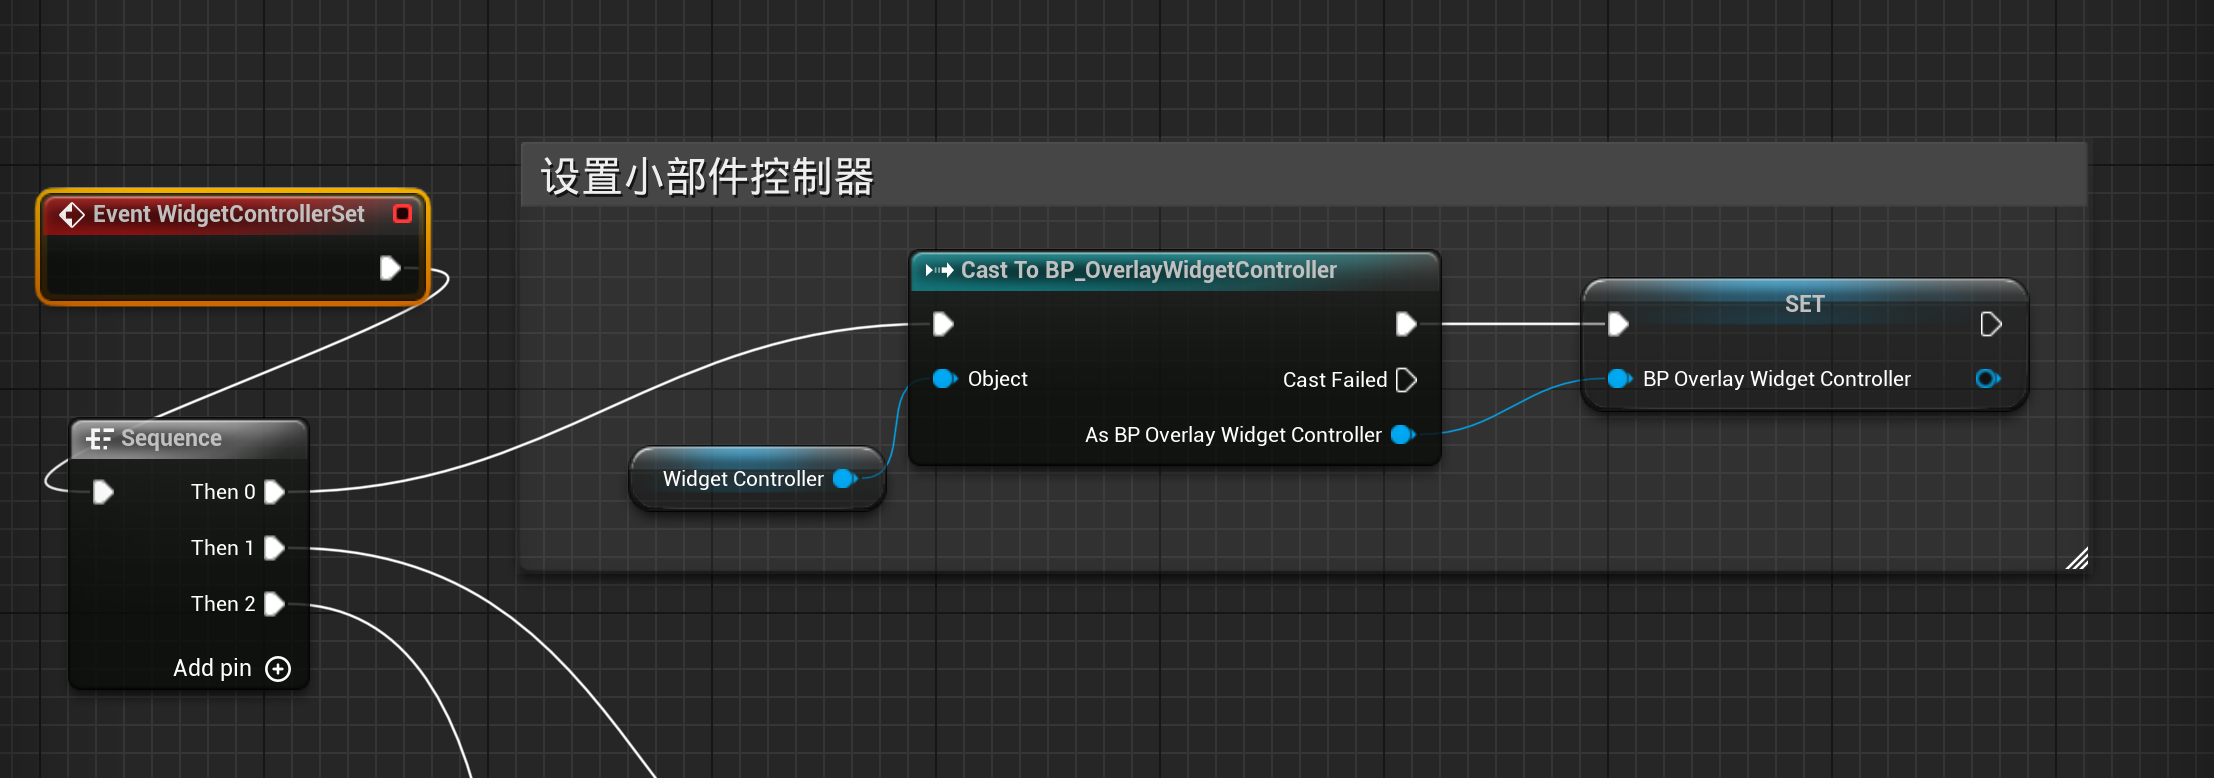 设置小部件控制器
Event WidgetControllerSet
Cast To BP_OverlayWidgetController
Object
Cast Failed
As BP Overlay Widget Controller
SET
BP Overlay Widget Controller
Widget Controller
Sequence
Then 0
Then 1
Then 2
Add pin